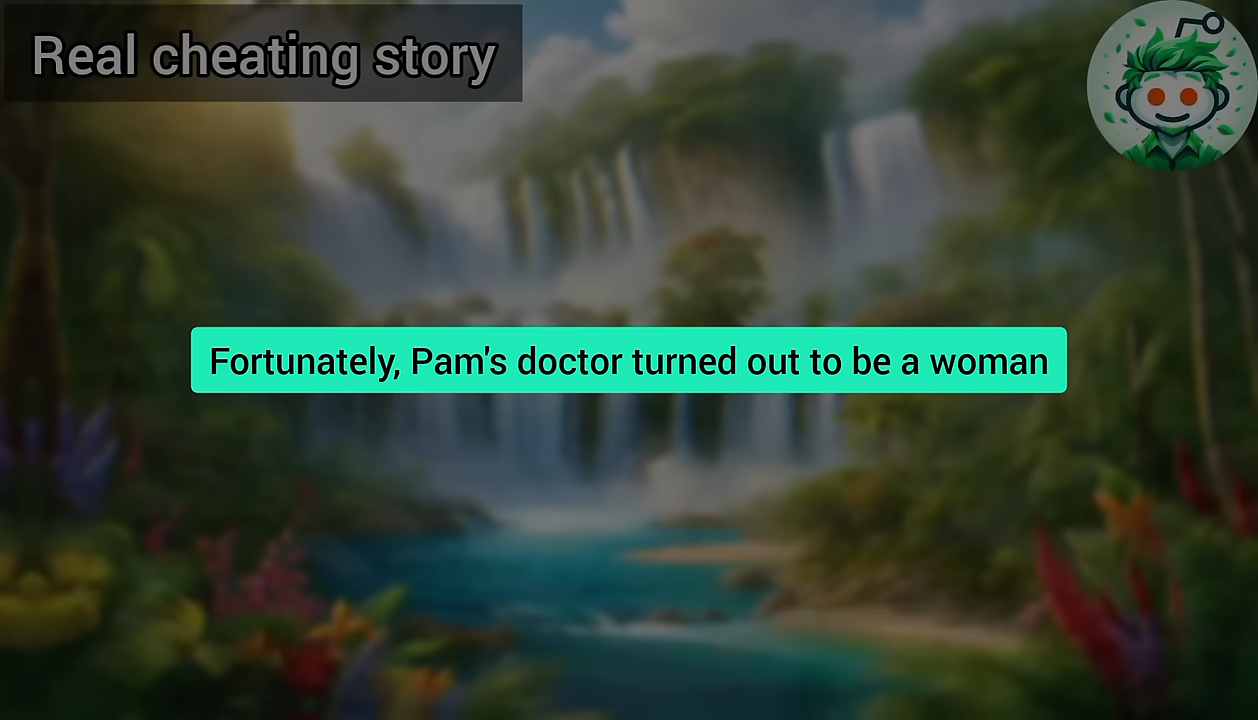 Real cheating story
Fortunately, Pam's doctor turned out to be a woman